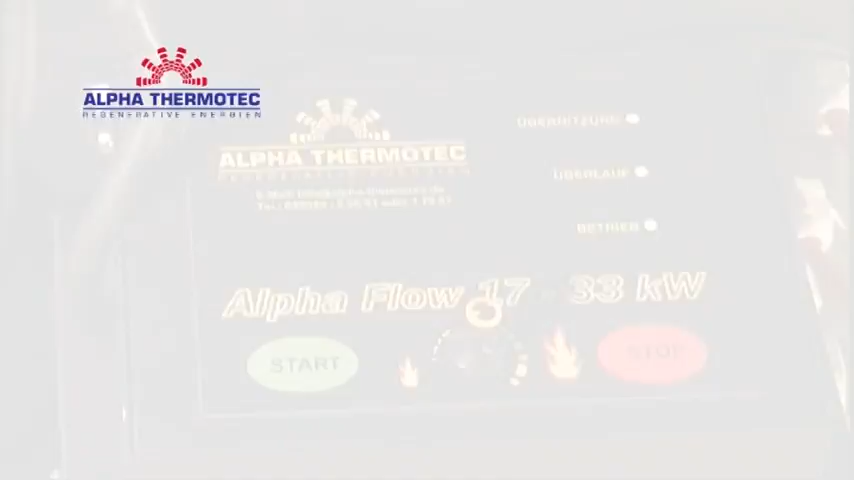 ALPHA THERMOTEC
REGENERATIVE ENERGIEN
ALPHA THERMOTEC
ÜBERHITZUNG
ÜBERLAUF
BETRIEB
Alpha Flow 17 - 33 kW
START
STOP